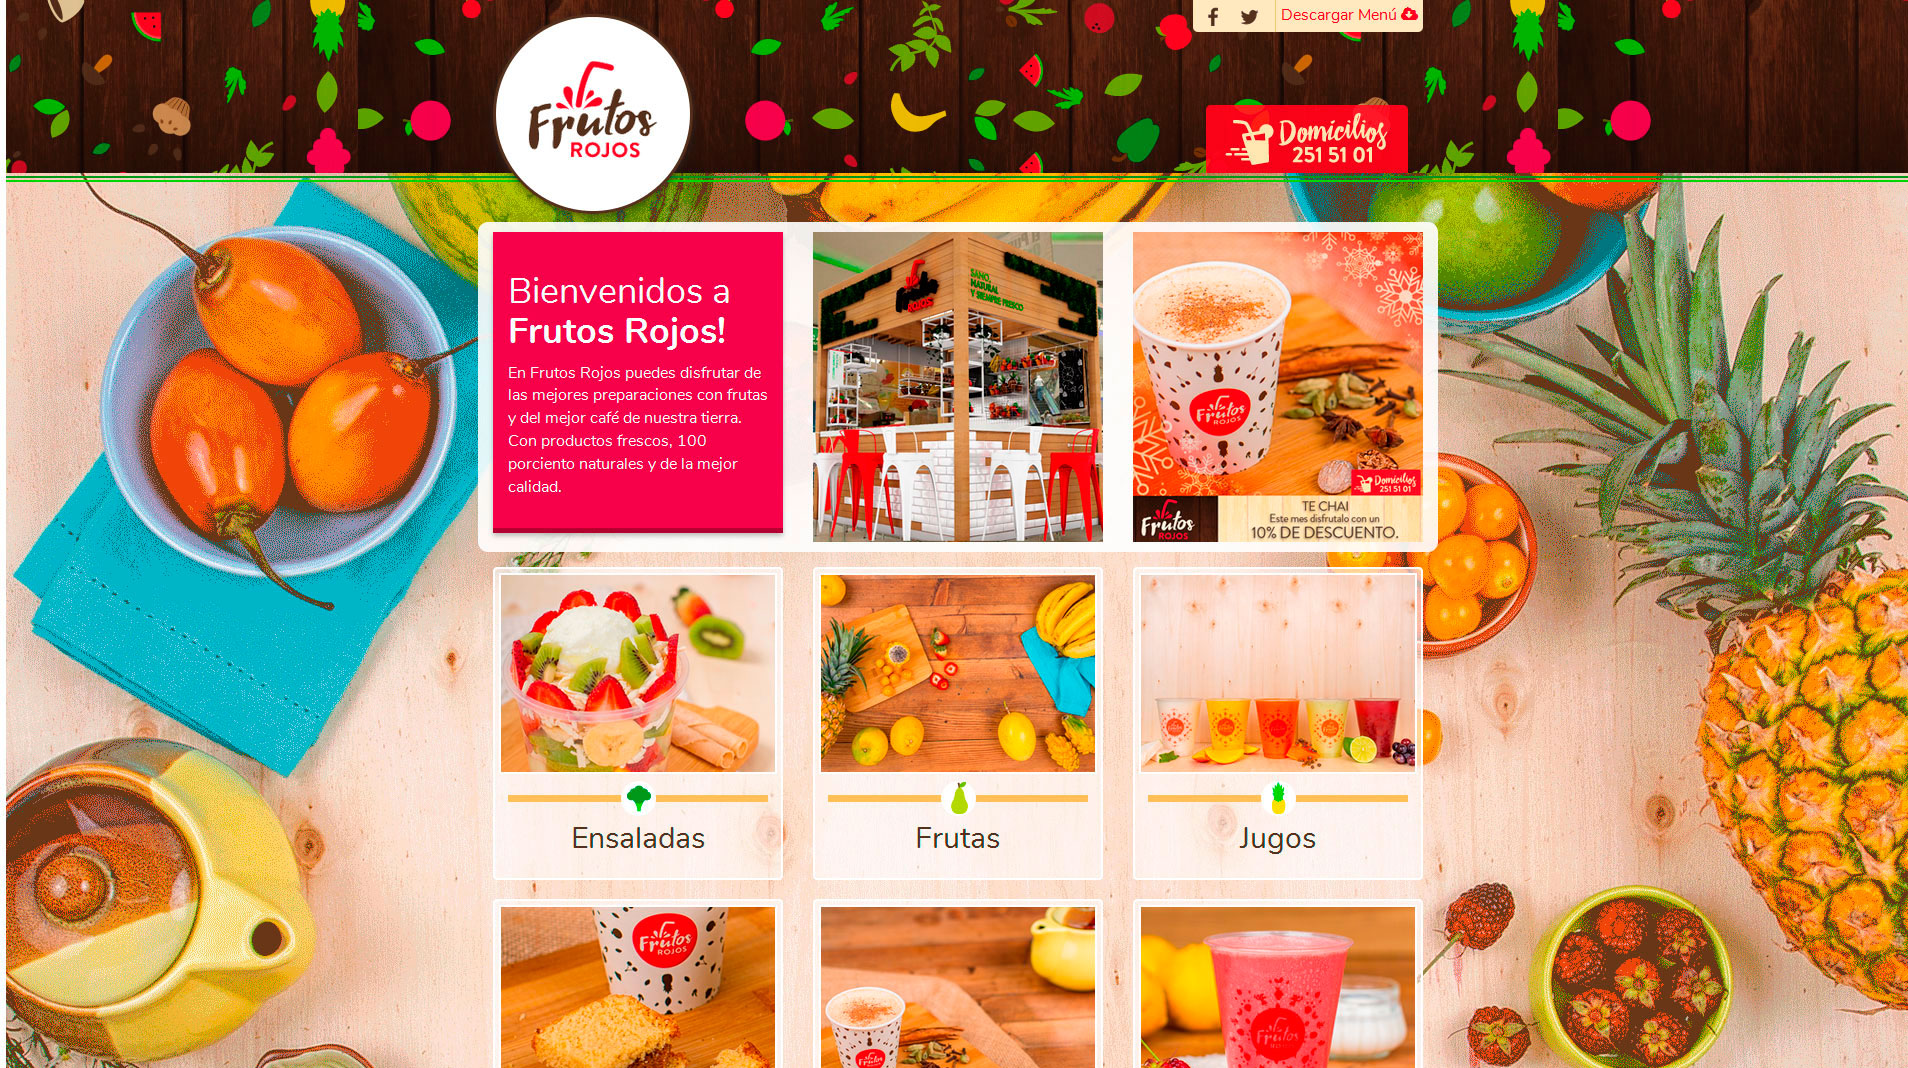 Descargar Menú
Frutos
ROJOS
Domicilios
251 51 01
Bienvenidos a
Frutos Rojos!
En Frutos Rojos puedes disfrutar de
las mejores preparaciones con frutas
y del mejor café de nuestra tierra.
Con productos frescos, 100
porciento naturales y de la mejor
calidad.
ROJOS
SANO,
NATURAL
Y SIEMPRE FRESCO
Frutos
ROJOS
Domicilios
251 51 01
Frutos
ROJOS
TE CHAI
Este mes disfrutalo con un
10% DE DESCUENTO.
Ensaladas
Frutas
Jugos
Frutos
ROJOS
Frutos
Frutos